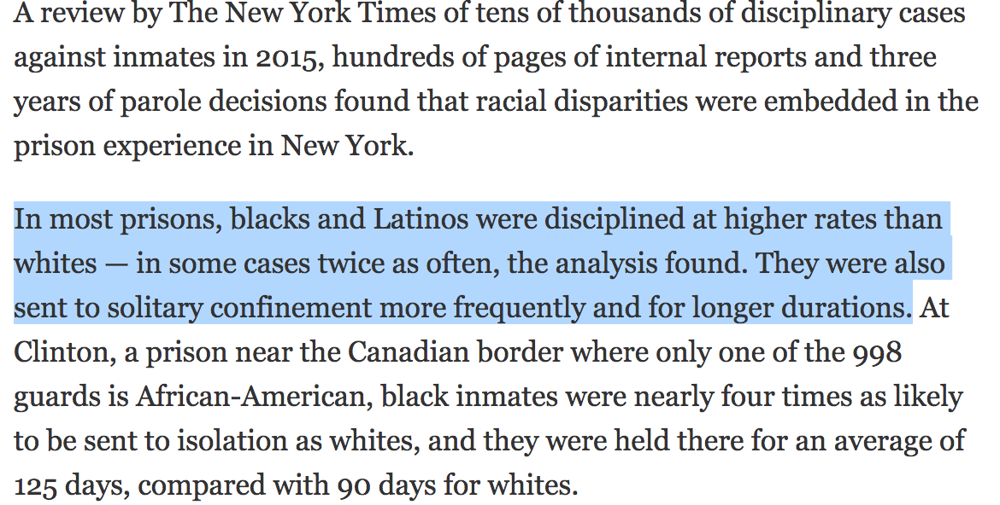 A review by The New York Times of tens of thousands of disciplinary cases
against inmates in 2015, hundreds of pages of internal reports and three
years of parole decisions found that racial disparities were embedded in the
prison experience in New York.
In most prisons, blacks and Latinos were disciplined at higher rates than
whites — in some cases twice as often, the analysis found. They were also
sent to solitary confinement more frequently and for longer durations. At
Clinton, a prison near the Canadian border where only one of the 998
guards is African-American, black inmates were nearly four times as likely
to be sent to isolation as whites, and they were held there for an average of
125 days, compared with 90 days for whites.